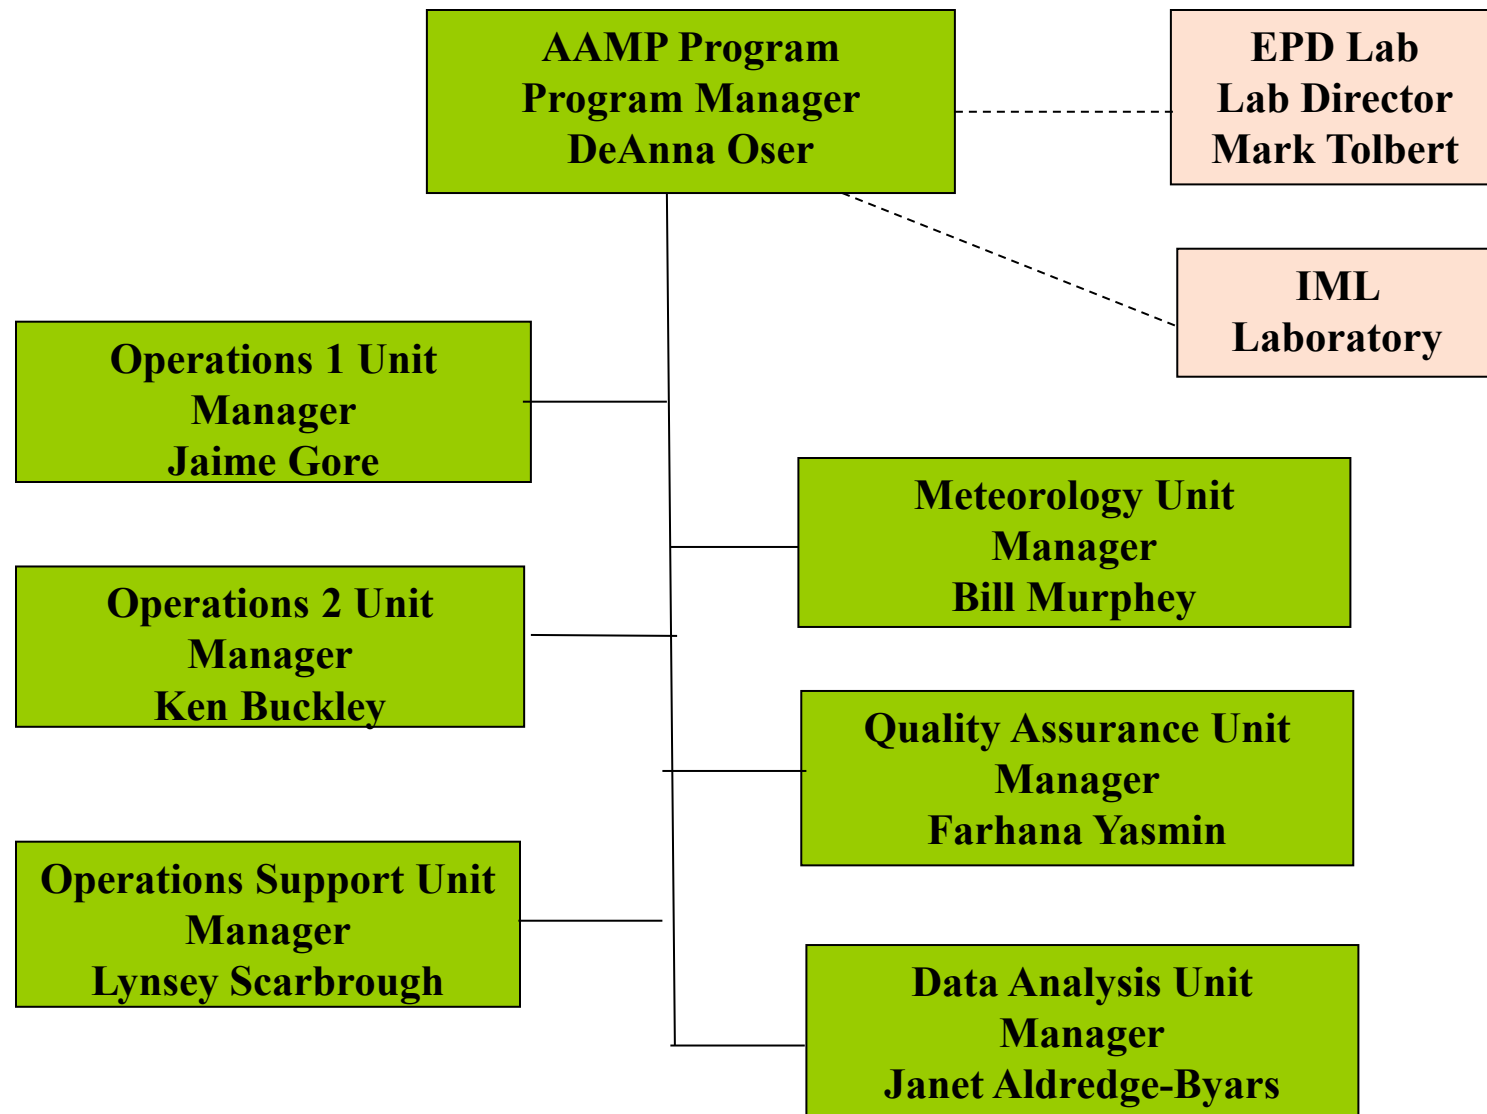 AAMP Program
Program Manager
DeAnna Oser
EPD Lab
Lab Director
Mark Tolbert
IML
Laboratory
Operations 1 Unit
Manager
Jaime Gore
Meteorology Unit
Manager
Bill Murphey
Operations 2 Unit
Manager
Ken Buckley
Quality Assurance Unit
Manager
Farhana Yasmin
Operations Support Unit
Manager
Lynsey Scarbrough
Data Analysis Unit
Manager
Janet Aldredge-Byars